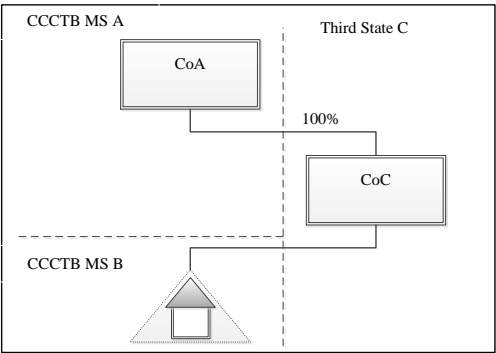 CCCTB MS A
Third State C
CoA
100%
CoC
CCCTB MS B